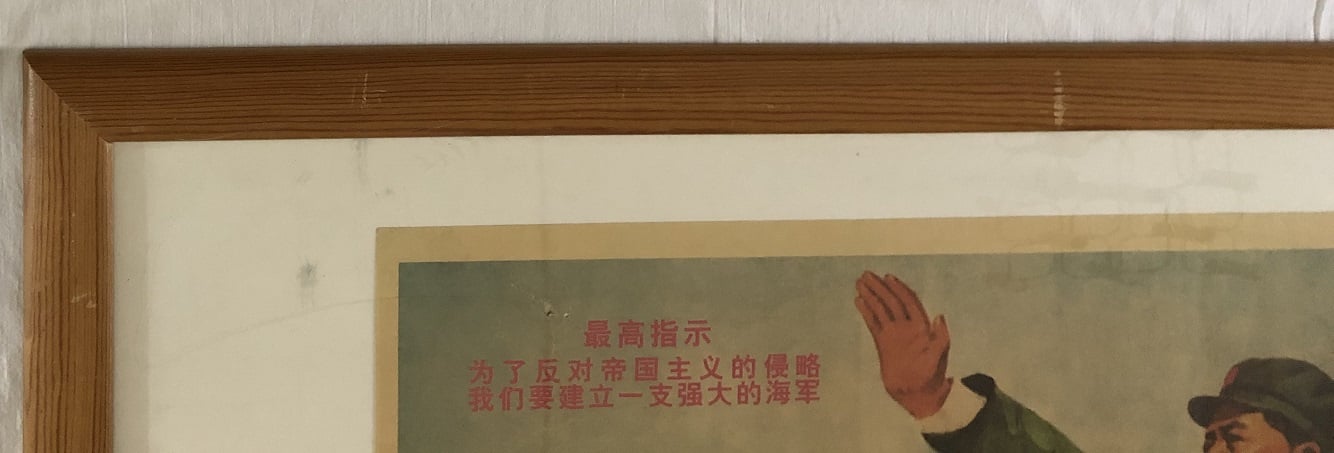 最高指示
为了反对帝国主义的侵略
我们要建立一支强大的海军